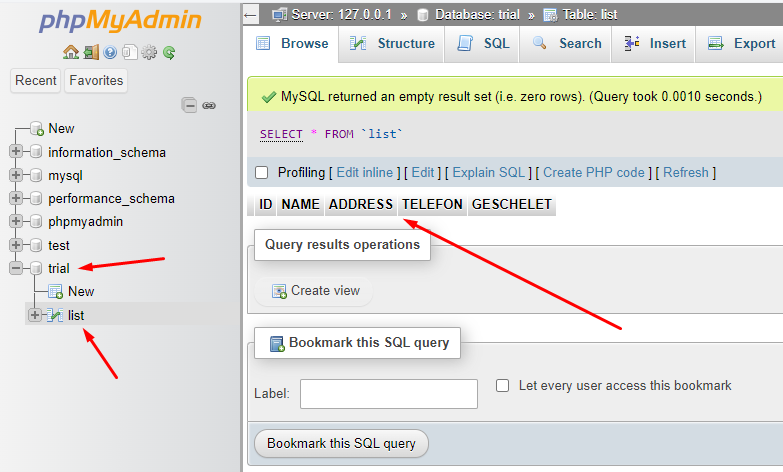 phpMyAdmin
Recent Favorites
New
information_schema
mysql
performance_schema
phpmyadmin
test
trial
New
list
Server: 127.0.0.1 » Database: trial » Table: list
Browse Structure SQL Search Insert Export
MySQL returned an empty result set (i.e. zero rows). (Query took 0.0010 seconds.)
SELECT * FROM `list`
Profiling [ Edit inline ] [ Edit ] [ Explain SQL ] [ Create PHP code ] [ Refresh ]
ID NAME ADDRESS TELEFON GESCHELET
Query results operations
Create view
Bookmark this SQL query
Label: Let every user access this bookmark
Bookmark this SQL query